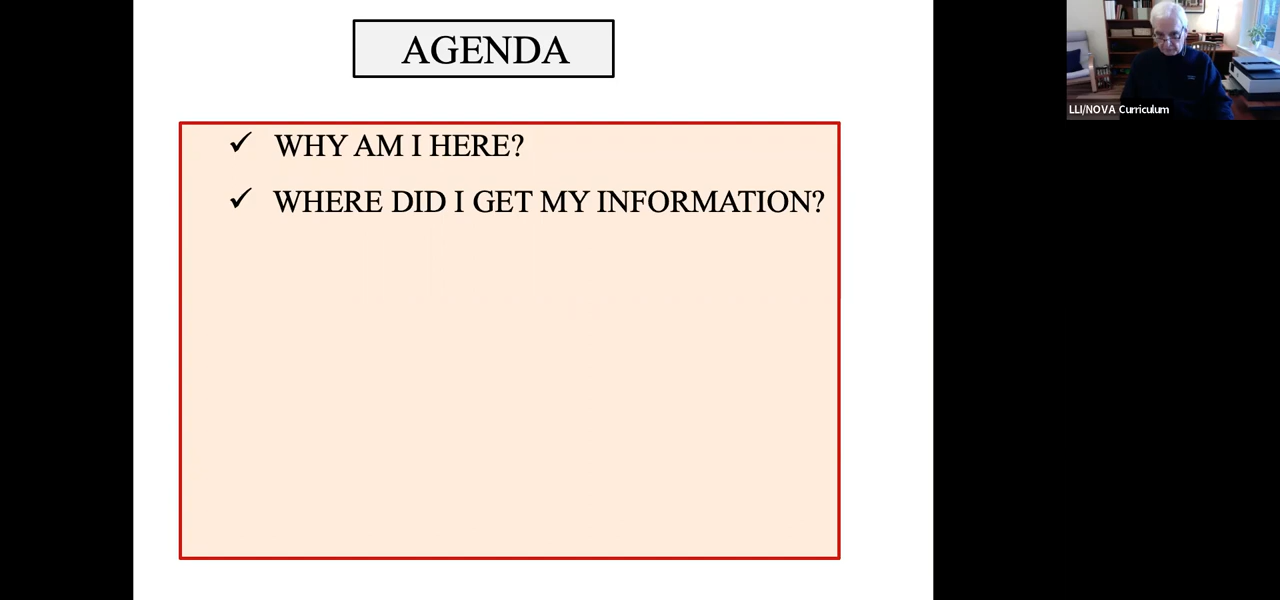 AGENDA
✓ WHY AM I HERE?
✓ WHERE DID I GET MY INFORMATION?
LLI/NOVA Curriculum